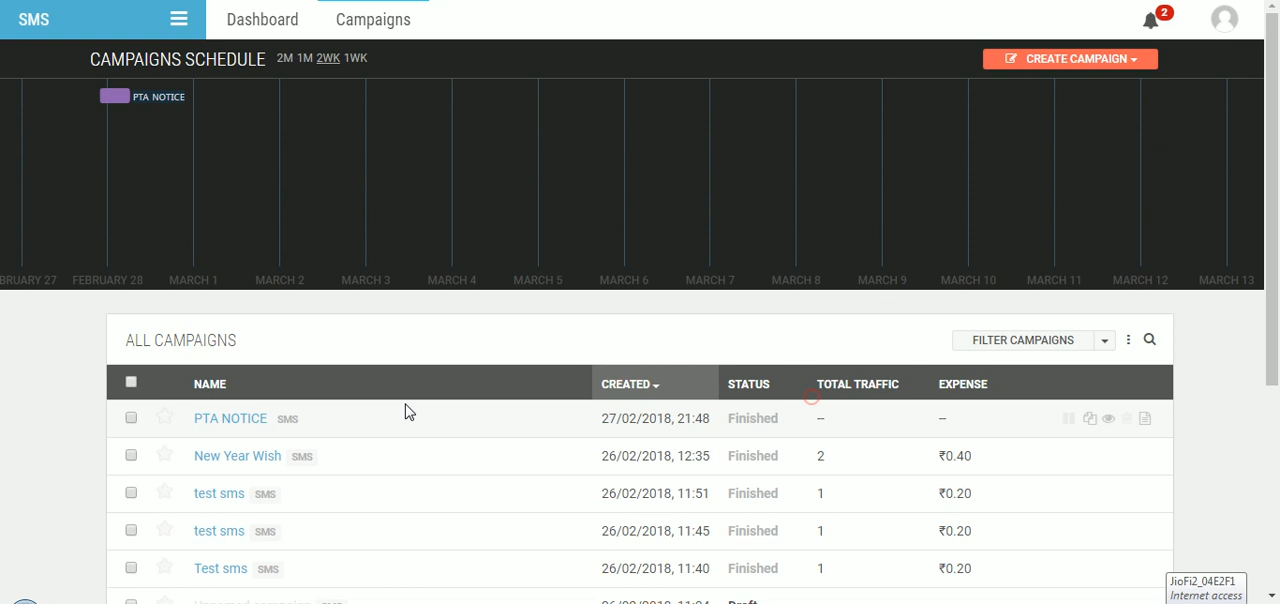 SMS Dashboard Campaigns 2
CAMPAIGNS SCHEDULE 2M 1M 2WK 1WK CREATE CAMPAIGN
PTA NOTICE
BRUARY 27 FEBRUARY 28 MARCH 1 MARCH 2 MARCH 3 MARCH 4 MARCH 5 MARCH 6 MARCH 7 MARCH 8 MARCH 9 MARCH 10 MARCH 11 MARCH 12 MARCH 13
ALL CAMPAIGNS FILTER CAMPAIGNS
NAME CREATED STATUS TOTAL TRAFFIC EXPENSE
PTA NOTICE SMS 27/02/2018, 21:48 Finished -- --
New Year Wish SMS 26/02/2018, 12:35 Finished 2 ₹0.40
test sms SMS 26/02/2018, 11:51 Finished 1 ₹0.20
test sms SMS 26/02/2018, 11:45 Finished 1 ₹0.20
Test sms SMS 26/02/2018, 11:40 Finished 1 ₹0.20
JioFi2_04E2F1
Internet access